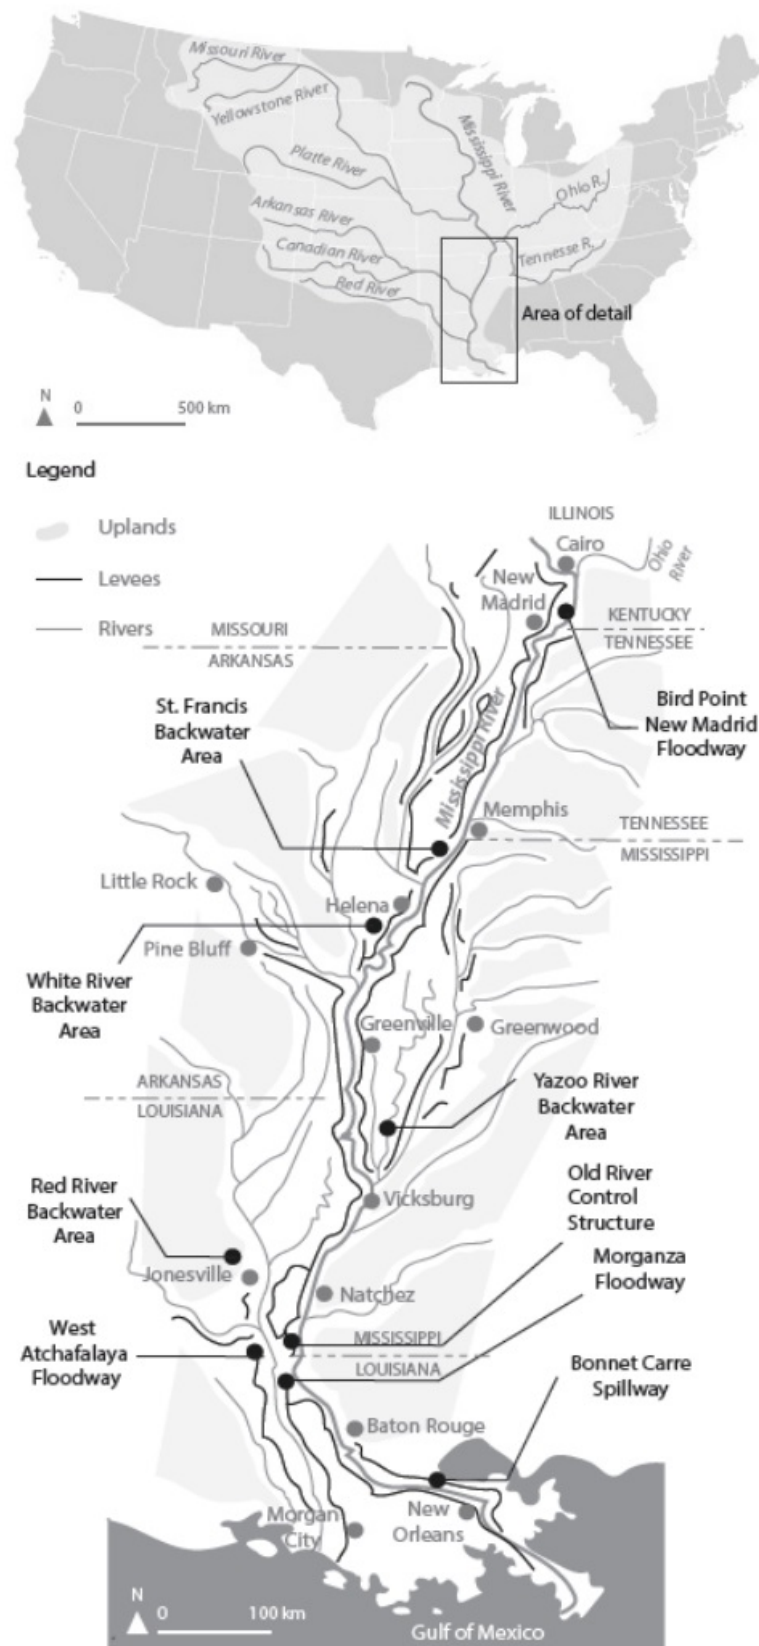 Missouri River
Yellowstone River
Mississippi River
Platte River
Ohio R.
Arkansas River
Canadian River
Tennesse R.
Red River
Area of detail
N
0 500 km
Legend
Uplands
Levees
Rivers
ILLINOIS
Cairo
Ohio
River
New
Madrid
KENTUCKY
TENNESSEE
MISSOURI
ARKANSAS
Bird Point
New Madrid
Floodway
St. Francis
Backwater
Area
Mississippi River
Memphis
TENNESSEE
MISSISSIPPI
Little Rock
Helena
Pine Bluff
White River
Backwater
Area
Greenville
Greenwood
ARKANSAS
LOUISIANA
Yazoo River
Backwater
Area
Old River
Control
Structure
Red River
Backwater
Area
Vicksburg
Morganza
Floodway
Jonesville
Natchez
West
Atchafalaya
Floodway
MISSISSIPPI
LOUISIANA
Bonnet Carre
Spillway
Baton Rouge
Morgan
City
New
Orleans
N
0 100 km
Gulf of Mexico